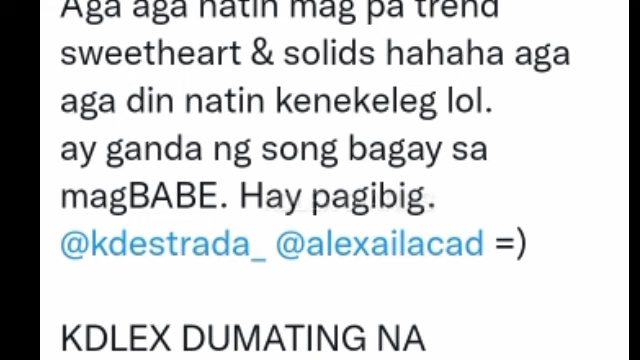 Aga aga natin mag pa trend
sweetheart & solids hahaha aga
aga din natin kenekeleg lol.
ay ganda ng song bagay sa
magBABE. Hay pagibig.
@kdestrada_ @alexailacad =)
KDLEX DUMATING NA